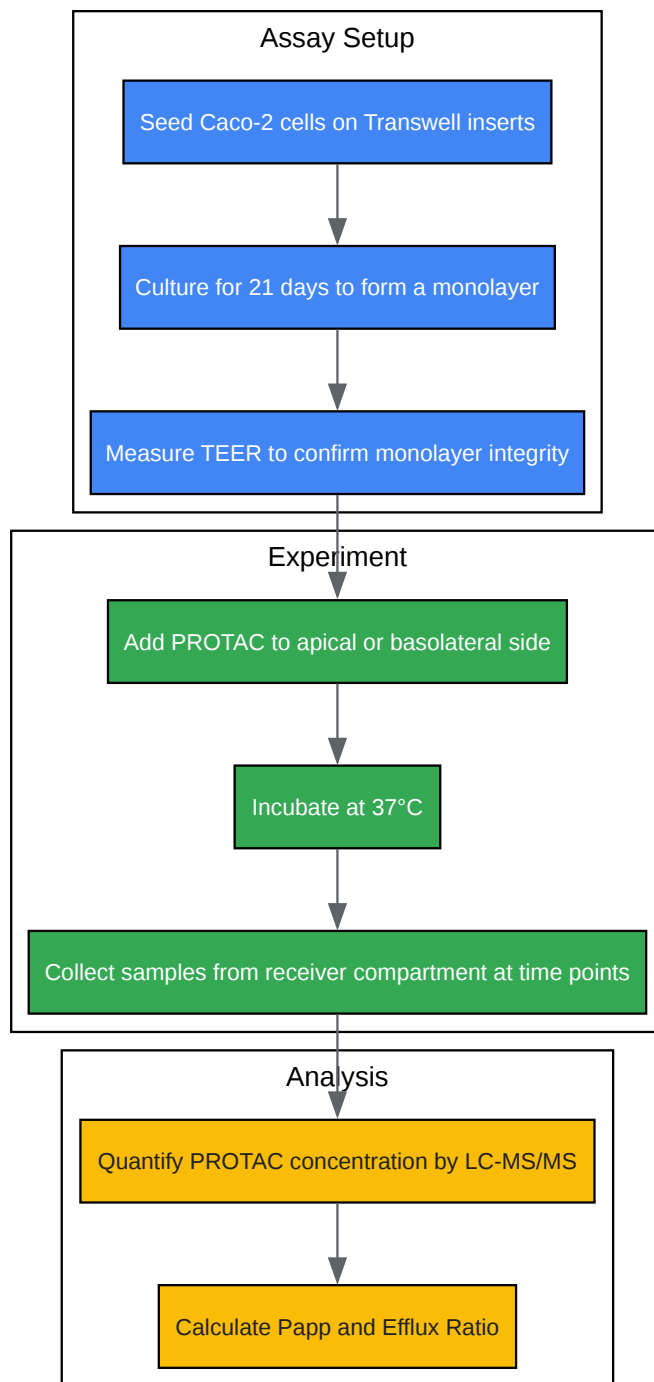 Assay Setup
Seed Caco-2 cells on Transwell inserts
Culture for 21 days to form a monolayer
Measure TEER to confirm monolayer integrity
Experiment
Add PROTAC to apical or basolateral side
Incubate at 37°C
Collect samples from receiver compartment at time points
Analysis
Quantify PROTAC concentration by LC-MS/MS
Calculate Papp and Efflux Ratio